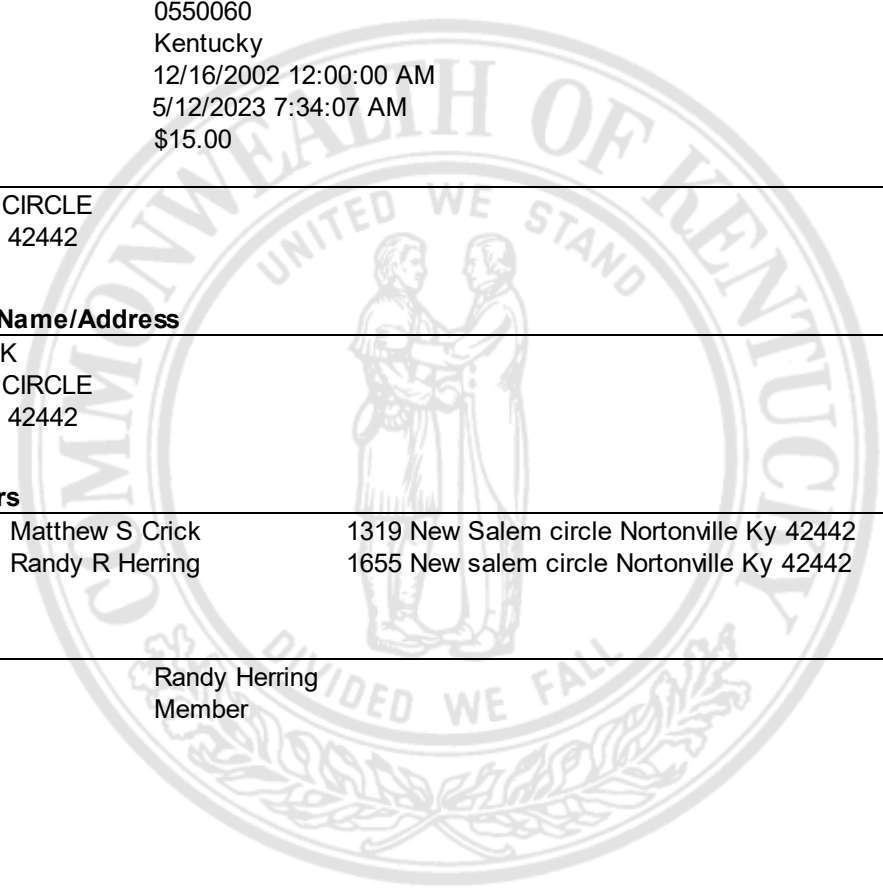 0550060
Kentucky
12/16/2002 12:00:00 AM
5/12/2023 7:34:07 AM
$15.00
CIRCLE
42442
Name/Address
K
CIRCLE
42442
rs
Matthew S Crick 1319 New Salem circle Nortonville Ky 42442
Randy R Herring 1655 New salem circle Nortonville Ky 42442
Randy Herring
Member
COMMONWEALTH OF KENTUCKY
UNITED WE STAND
DIVIDED WE FALL